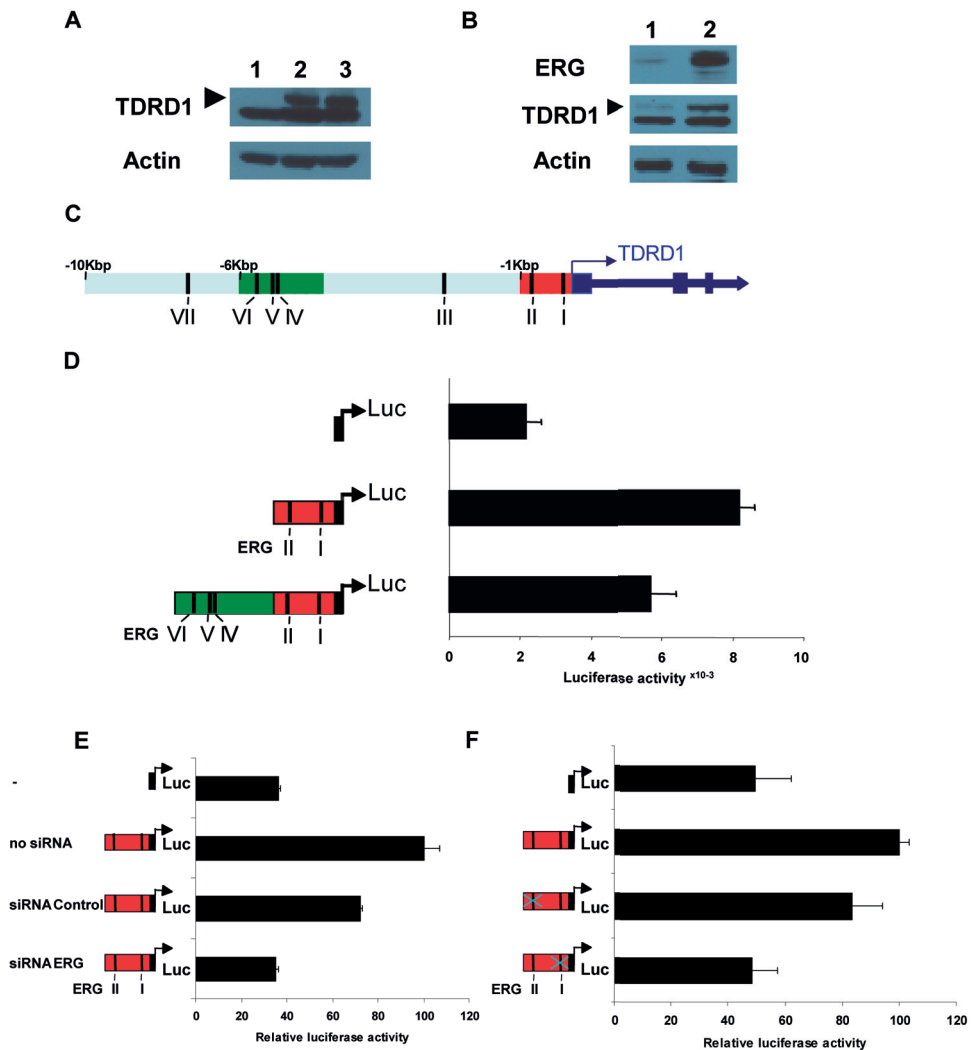 A
B
1 2 3
1 2
ERG
TDRD1
TDRD1
Actin
Actin
C
-10Kbp
-6Kbp
-1Kbp
TDRD1
VII
VI
V
IV
III
II
I
D
Luc
Luc
ERG II I
Luc
ERG VI V IV II I
0 2 4 6 8 10
Luciferase activity x10-3
E
- Luc
no siRNA Luc
siRNA Control Luc
siRNA ERG Luc
ERG II I
0 20 40 60 80 100 120
Relative luciferase activity
F
Luc
Luc
Luc
Luc
ERG II I
0 20 40 60 80 100 120
Relative luciferase activity